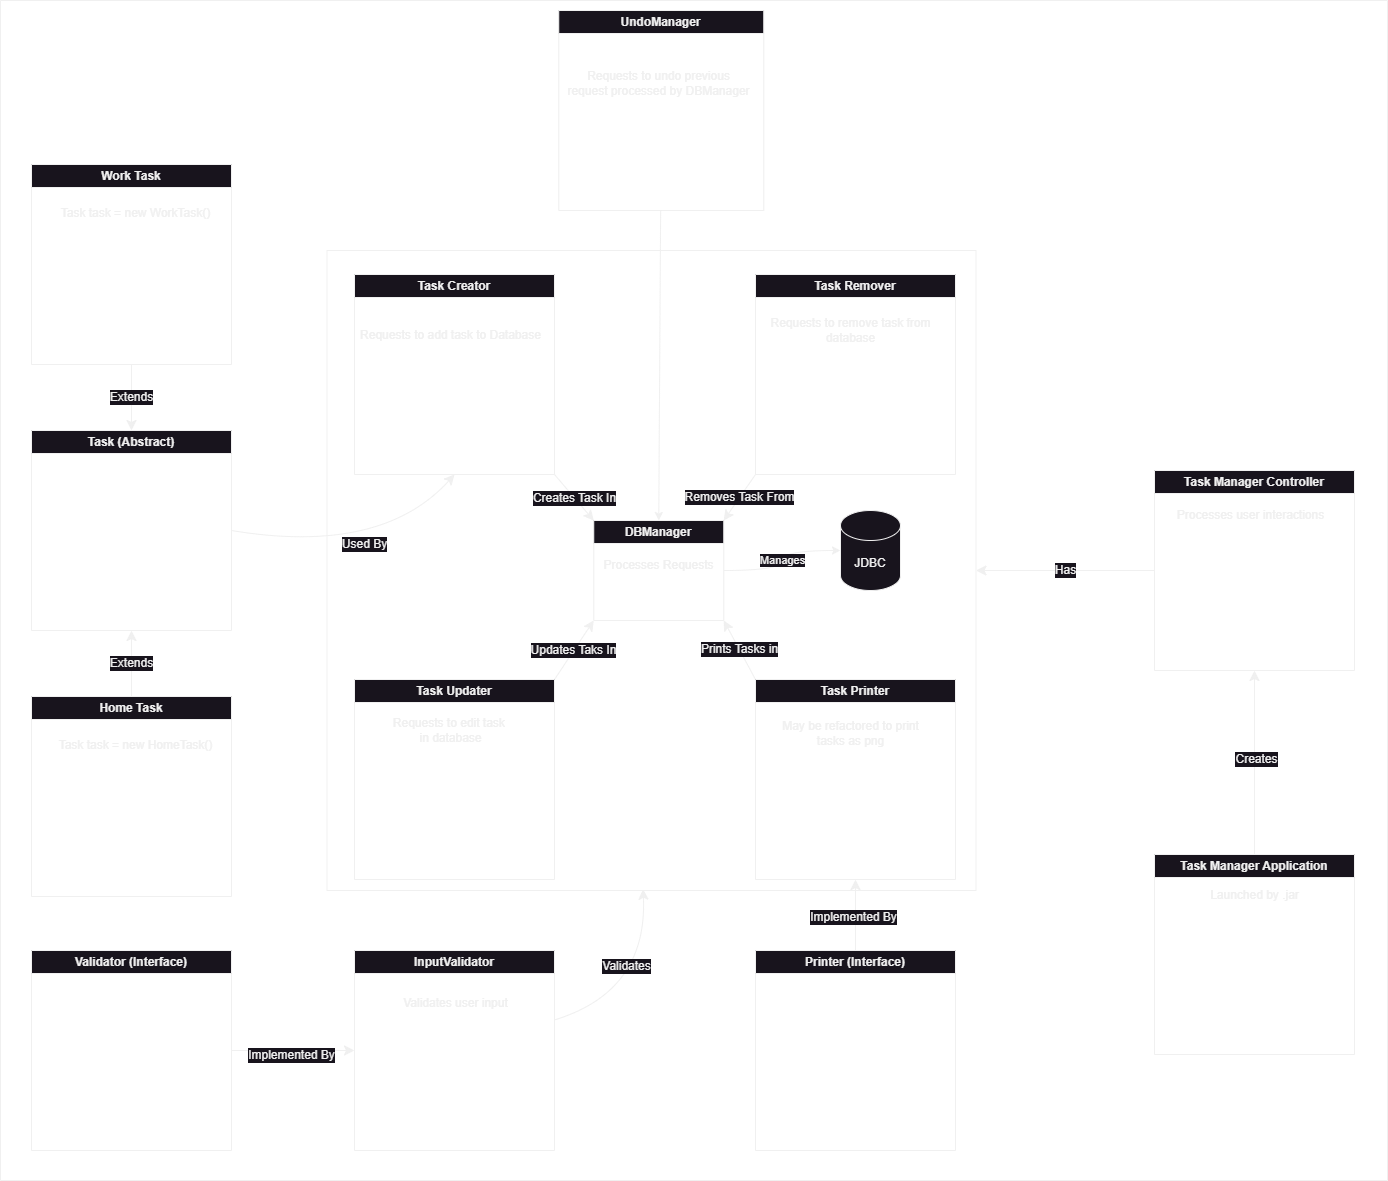 UndoManager
Requests to undo previous
request processed by DBManager
Work Task
Task task = new WorkTask()
Extends
Task (Abstract)
Used By
Extends
Home Task
Task task = new HomeTask()
Task Creator
Requests to add task to Database
Task Remover
Requests to remove task from
database
Creates Task In
Removes Task From
DBManager
Processes Requests
Manages
JDBC
Updates Taks In
Prints Tasks in
Task Updater
Requests to edit task
in database
Task Printer
May be refactored to print
tasks as png
Has
Task Manager Controller
Processes user interactions
Creates
Task Manager Application
Launched by .jar
Validator (Interface)
Implemented By
InputValidator
Validates user input
Validates
Implemented By
Printer (Interface)